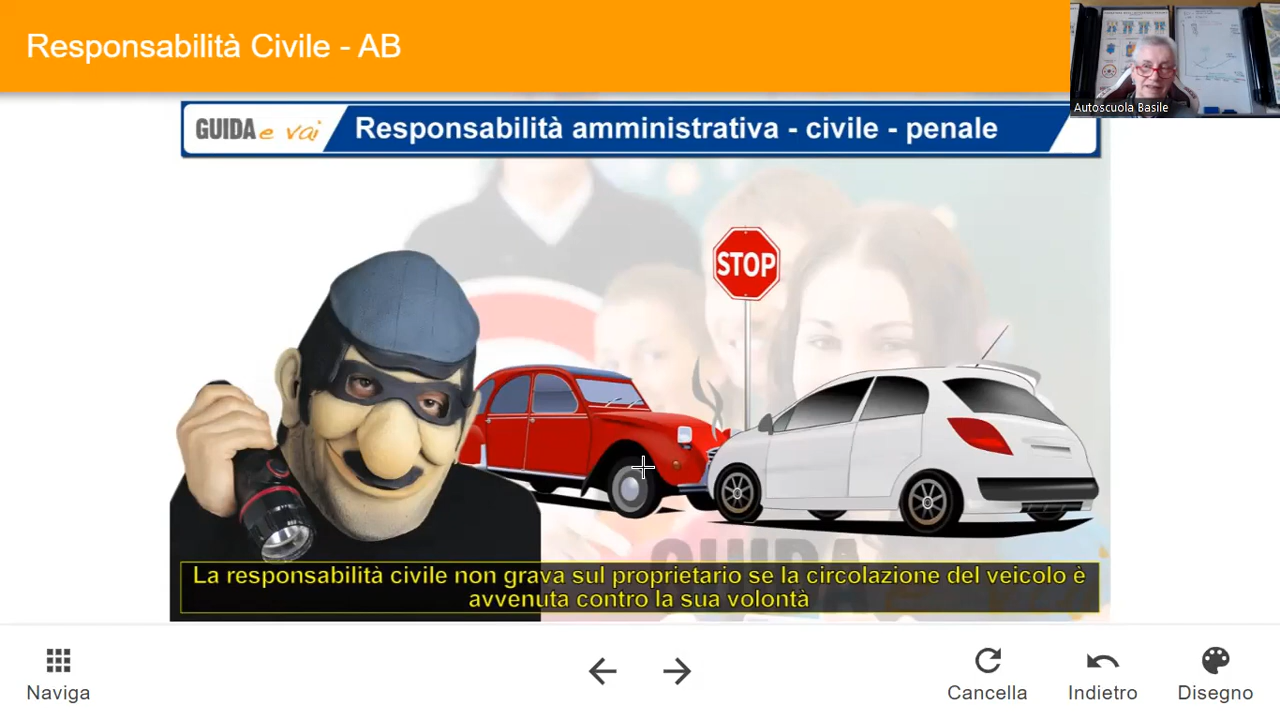 Responsabilità Civile - AB
Autoscuola Basile
GUIDA e vai
Responsabilità amministrativa - civile - penale
STOP
La responsabilità civile non grava sul proprietario se la circolazione del veicolo è
avvenuta contro la sua volontà
Naviga
Cancella
Indietro
Disegno